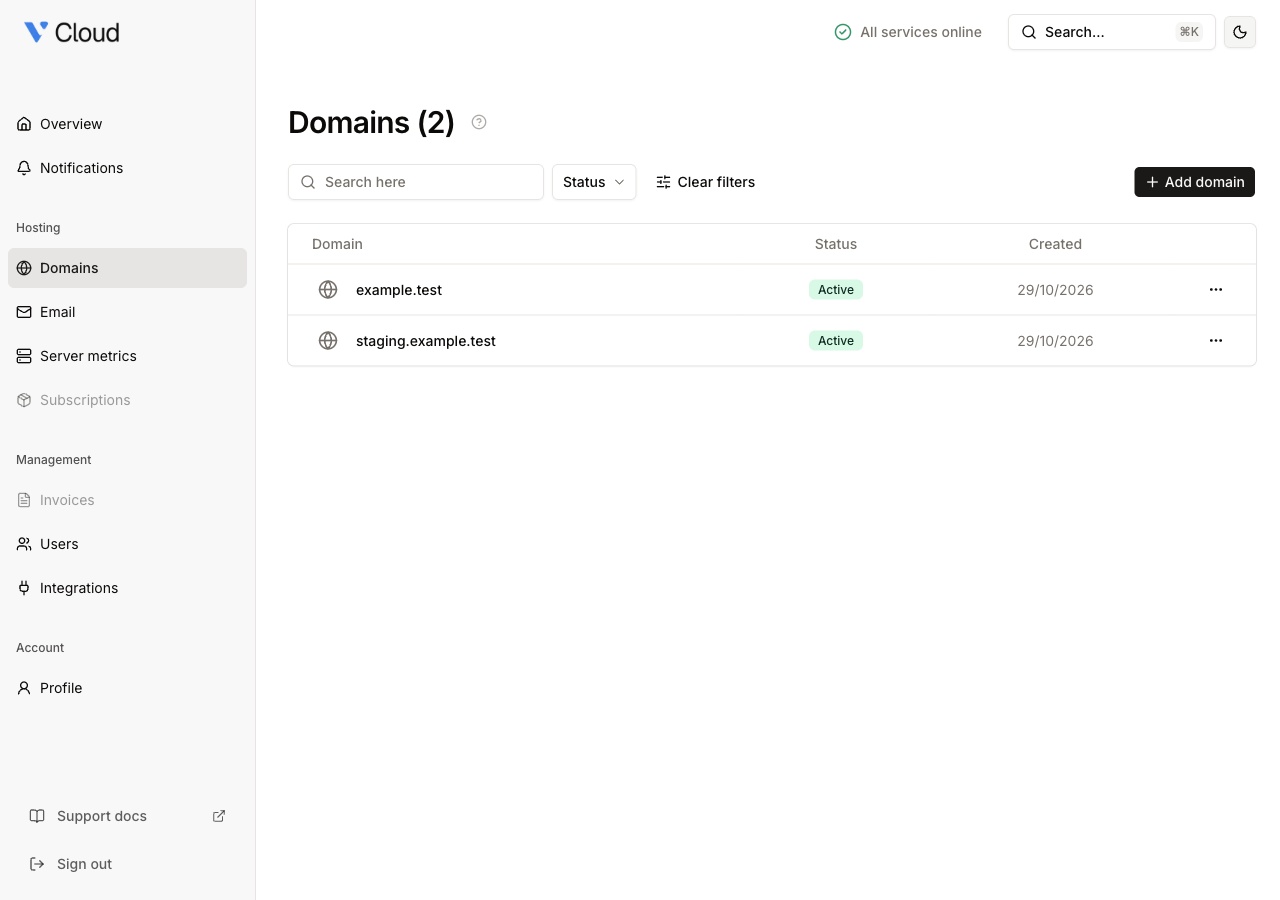 Cloud
All services online
Search...
⌘K
Overview
Notifications
Hosting
Domains
Email
Server metrics
Subscriptions
Management
Invoices
Users
Integrations
Account
Profile
Support docs
Sign out
Domains (2)
Search here
Status
Clear filters
Add domain
Domain Status Created
example.test Active 29/10/2026
staging.example.test Active 29/10/2026